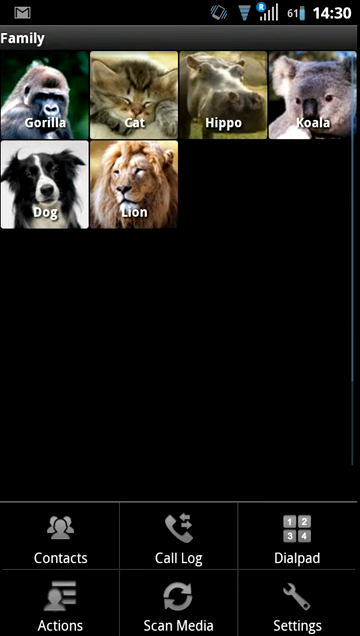 R 61 14:30
Family
Gorilla Cat Hippo Koala
Dog Lion
1 2
3 4
Contacts Call Log Dialpad
Actions Scan Media Settings